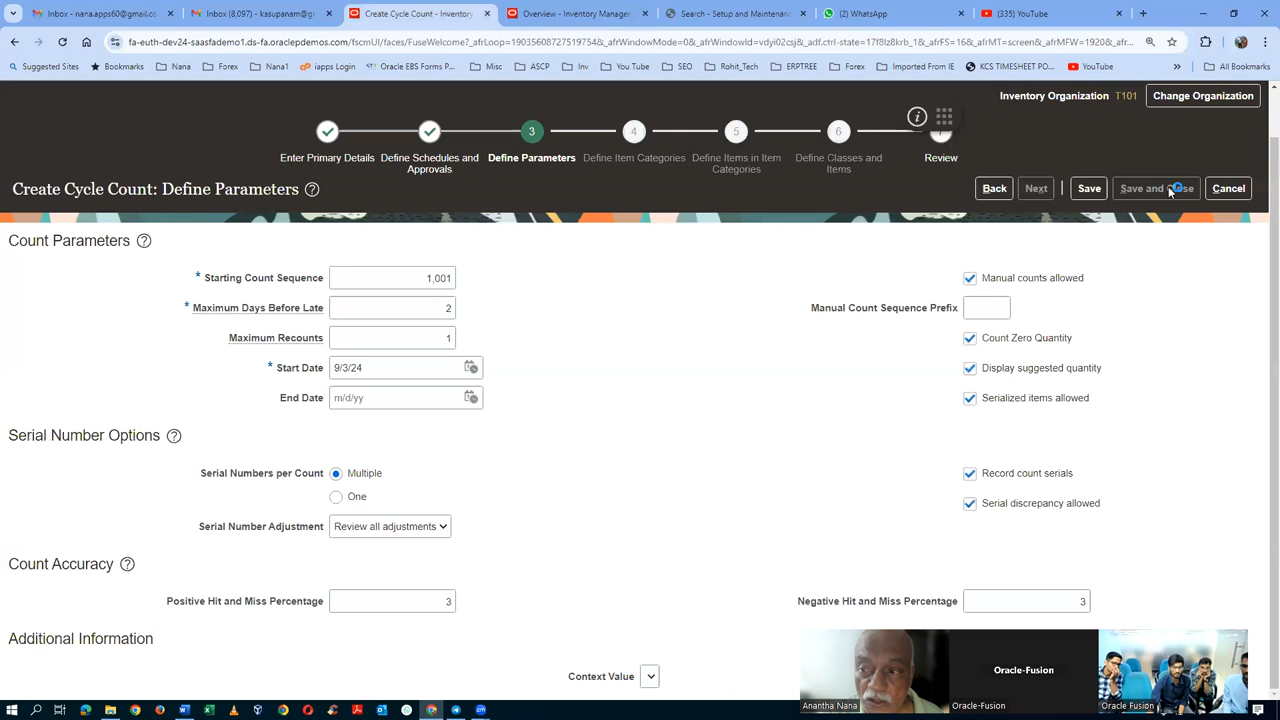 Inbox - nana.apps60@gmail.co
Inbox (8,097) - kasupanam@g
Create Cycle Count - Inventory
Overview - Inventory Manager
Search - Setup and Maintenanc
(2) WhatsApp
(335) YouTube
fa-euth-dev24-saasfademo1.ds-fa.oraclepdemos.com/fscmUI/faces/FuseWelcome?_afrLoop=19035608727519754&_afrWindowMode=0&_afrWindowId=vdyi02csj&_adf.ctrl-state=17f8lz8krb_1&_afrFS=16&_afrMT=screen&_afrMFW=1920&_afrMF...
Suggested Sites
Bookmarks
Nana
Forex
Nana1
iapps Login
Oracle EBS Forms P...
Misc
ASCP
Inv
You Tube
SEO
Rohit_Tech
ERPTREE
Forex
Imported From IE
KCS TIMESHEET PO...
YouTube
»
All Bookmarks
Inventory Organization T101
Change Organization
3
4
5
6
Enter Primary Details
Define Schedules and Approvals
Define Parameters
Define Item Categories
Define Items in Item Categories
Define Classes and Items
Review
Create Cycle Count: Define Parameters
Back
Next
Save
Save and Close
Cancel
Count Parameters
* Starting Count Sequence 1,001
Manual counts allowed
* Maximum Days Before Late 2
Manual Count Sequence Prefix
Maximum Recounts 1
Count Zero Quantity
* Start Date 9/3/24
Display suggested quantity
End Date m/d/yy
Serialized items allowed
Serial Number Options
Serial Numbers per Count
Multiple
Record count serials
One
Serial discrepancy allowed
Serial Number Adjustment Review all adjustments
Count Accuracy
Positive Hit and Miss Percentage 3
Negative Hit and Miss Percentage 3
Additional Information
Context Value
Oracle-Fusion
Anantha Nana
Oracle-Fusion
Oracle Fusion